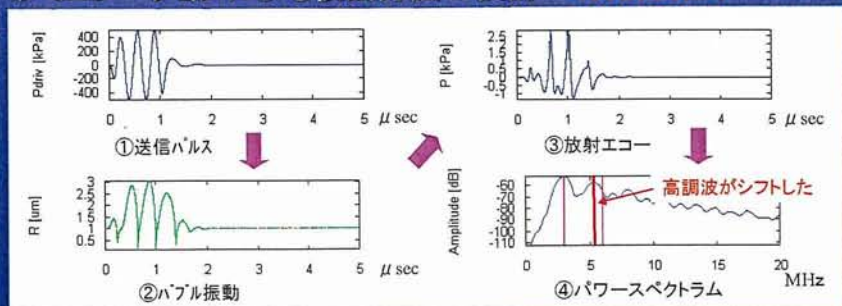 Pdriv [kPa]
400
200
0
-200
-400
0 1 2 3 4 5 μ sec
①送信パルス
R [um]
3
2.5
2
1.5
1
0.5
0 1 2 3 4 5 μ sec
②バブル振動
P [kPa]
2.5
1.5
0.5
0
-1
0 1 2 3 4 5 μ sec
③放射エコー
Amplitude [dB]
-60
-70
-80
-90
-100
-110
高調波がシフトした
0 5 10 20
MHz
④パワースペクトラム